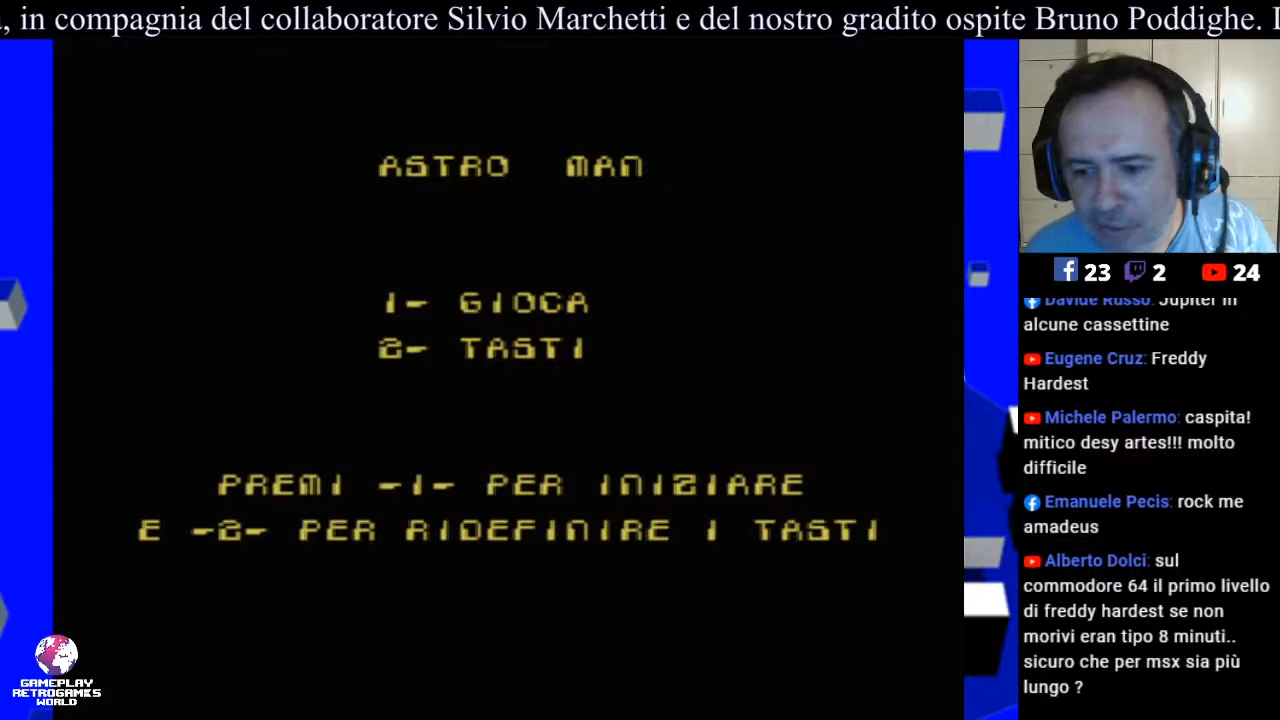 , in compagnia del collaboratore Silvio Marchetti e del nostro gradito ospite Bruno Poddighe.
ASTRO MAN
1- GIOCA
2- TASTI
PREMI -1- PER INIZIARE
E -2- PER RIDEFINIRE I TASTI
GAMEPLAY
RETROGAMES
WORLD
23 2 24
Davide Russo: Jupiter in
alcune cassettine
Eugene Cruz: Freddy
Hardest
Michele Palermo: caspita!
mitico desy artes!!! molto
difficile
Emanuele Pecis: rock me
amadeus
Alberto Dolci: sul
commodore 64 il primo livello
di freddy hardest se non
morivi eran tipo 8 minuti..
sicuro che per msx sia più
lungo ?